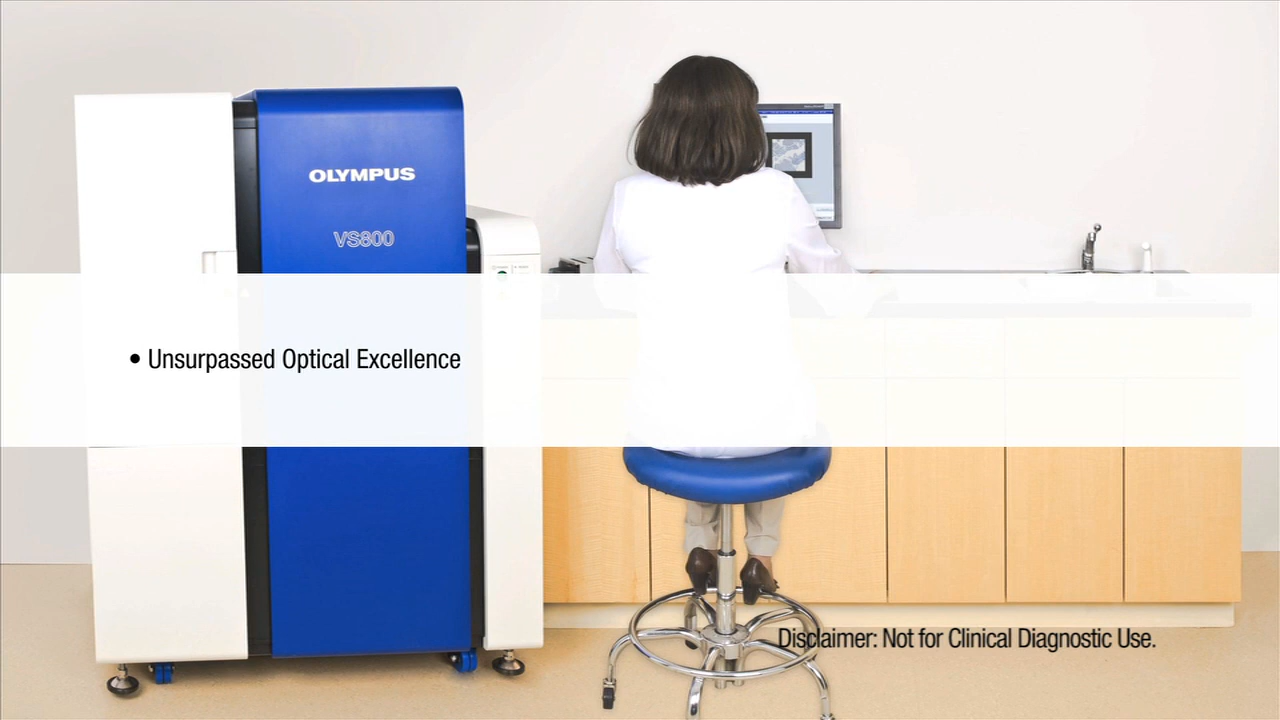 OLYMPUS
VS800
• Unsurpassed Optical Excellence
Disclaimer: Not for Clinical Diagnostic Use.